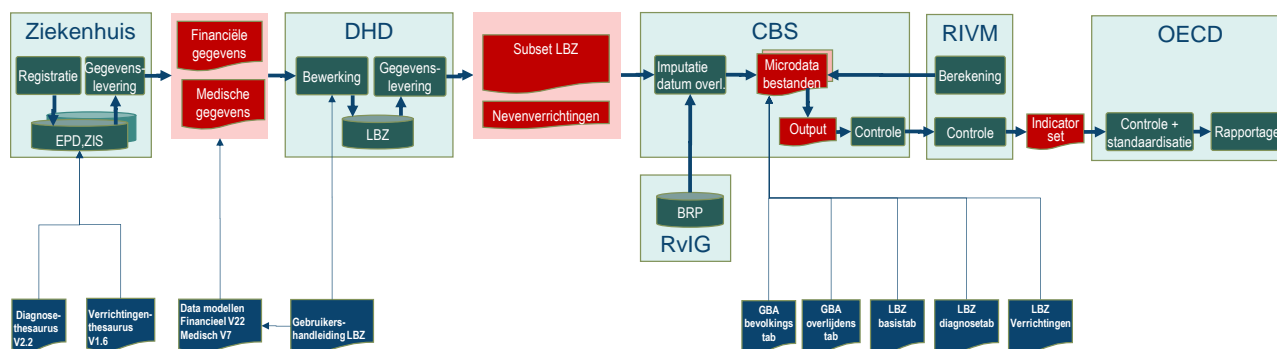 Ziekenhuis
Registratie
Gegevens-
levering
EPD,ZIS
Financiële
gegevens
Medische
gegevens
DHD
Bewerking
Gegevens-
levering
LBZ
Subset LBZ
Nevenverrichtingen
CBS
Imputatie
datum overl.
Microdata
bestanden
Output
Controle
RIVM
Berekening
Controle
Indicator
set
OECD
Controle +
standaardisatie
Rapportage
BRP
RvIG
Diagnose-
thesaurus
V2.2
Verrichtingen-
thesaurus
V1.6
Data modellen
Financieel V22
Medisch V7
Gebruikers-
handleiding LBZ
GBA
bevolkings
tab
GBA
overlijdens
tab
LBZ
basistab
LBZ
diagnosetab
LBZ
Verrichtingen